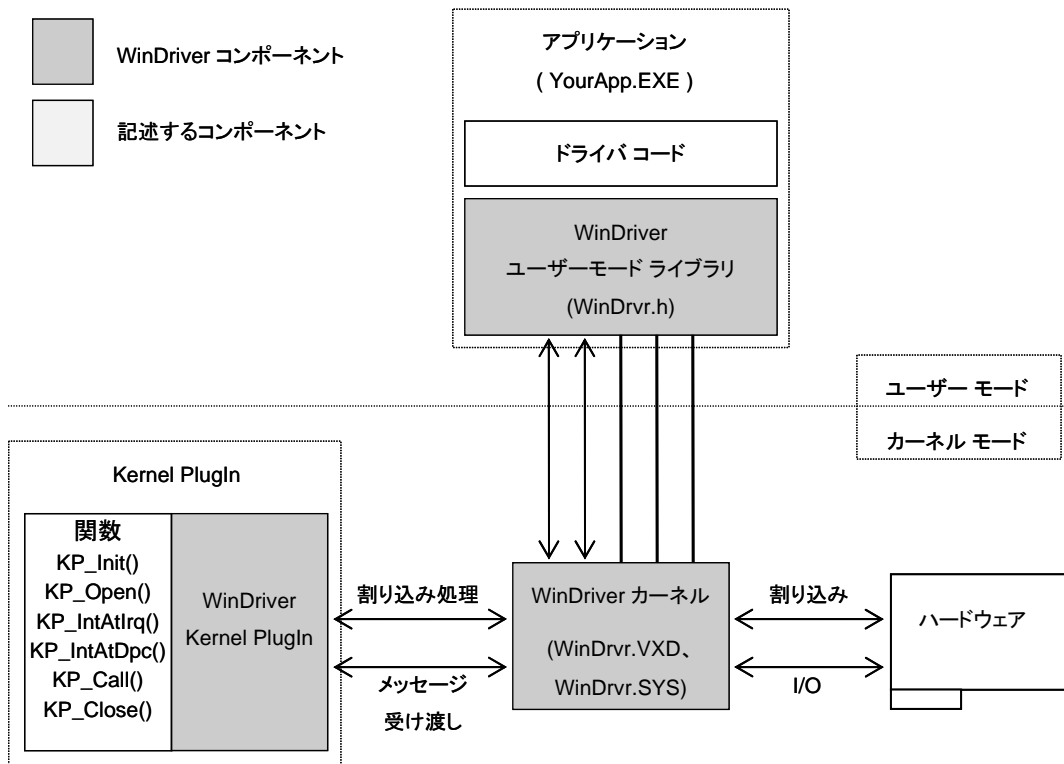 WinDriver コンポーネント
記述するコンポーネント
アプリケーション
( YourApp.EXE )
ドライバ コード
WinDriver
ユーザーモード ライブラリ
(WinDrvr.h)
ユーザー モード
カーネル モード
Kernel PlugIn
関数
KP_Init()
KP_Open()
KP_IntAtIrq()
KP_IntAtDpc()
KP_Call()
KP_Close()
WinDriver
Kernel PlugIn
割り込み処理
メッセージ
受け渡し
WinDriver カーネル
(WinDrvr.VXD、
WinDrvr.SYS)
割り込み
I/O
ハードウェア